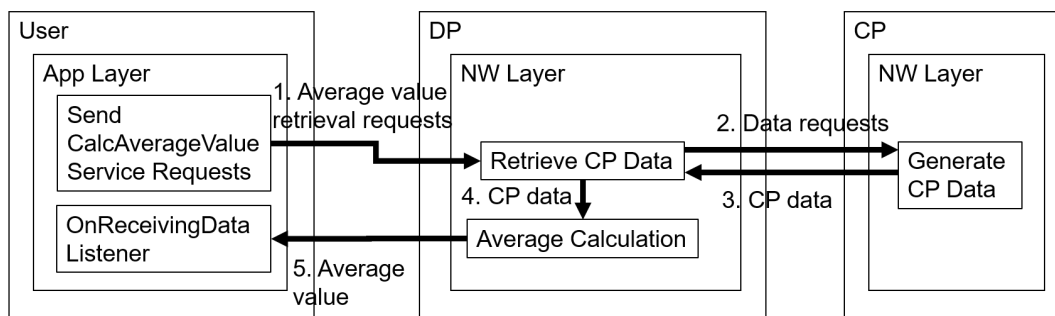 User
DP
CP
App Layer
NW Layer
NW Layer
Send
CalcAverageValue
Service Requests
1. Average value
retrieval requests
2. Data requests
Retrieve CP Data
Generate
CP Data
3. CP data
4. CP data
OnReceivingData
Listener
Average Calculation
5. Average
value